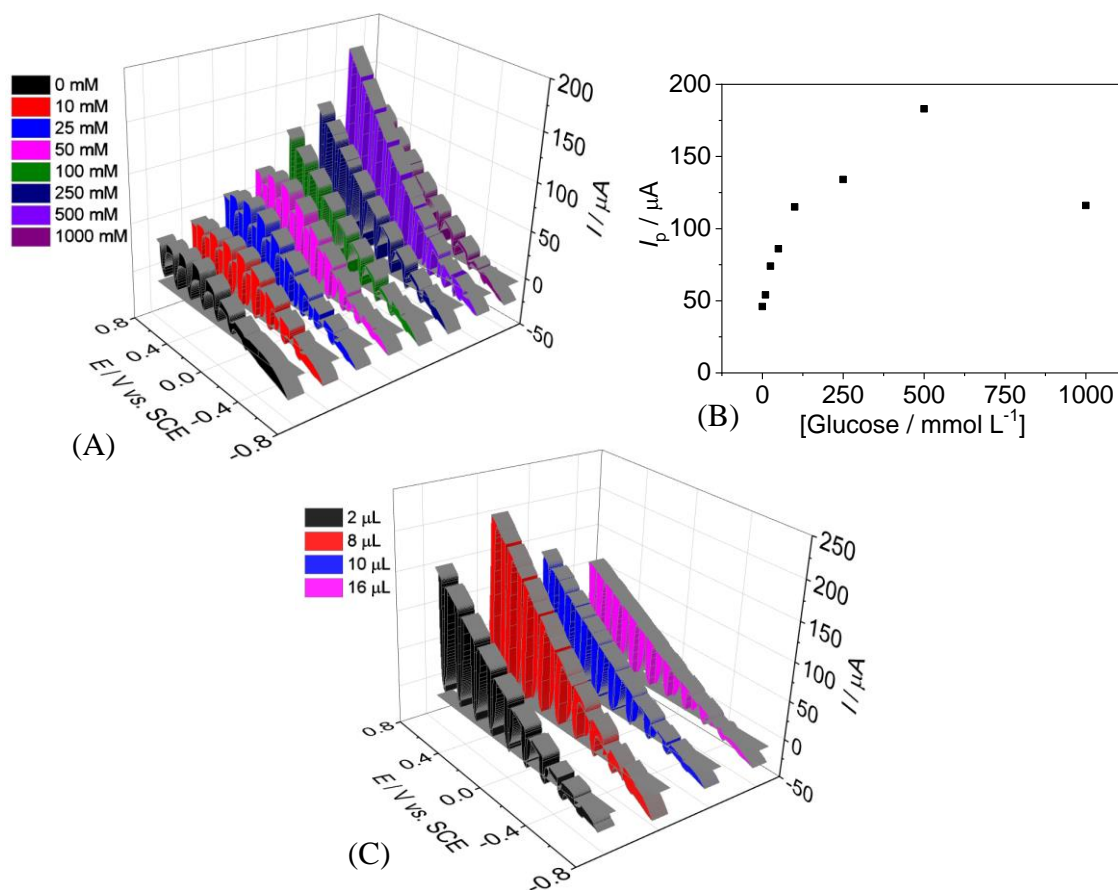 (A)
0 mM
10 mM
25 mM
50 mM
100 mM
250 mM
500 mM
1000 mM
200
150
100
50
0
-50
I / μA
0.8
0.4
0.0
-0.4
-0.8
E / V vs. SCE
(B)
200
150
100
50
0
Ip / μA
0 250 500 750 1000
[Glucose / mmol L⁻¹]
(C)
2 μL
8 μL
10 μL
16 μL
250
200
150
100
50
0
-50
I / μA
0.8
0.4
0.0
-0.4
-0.8
E / V vs. SCE